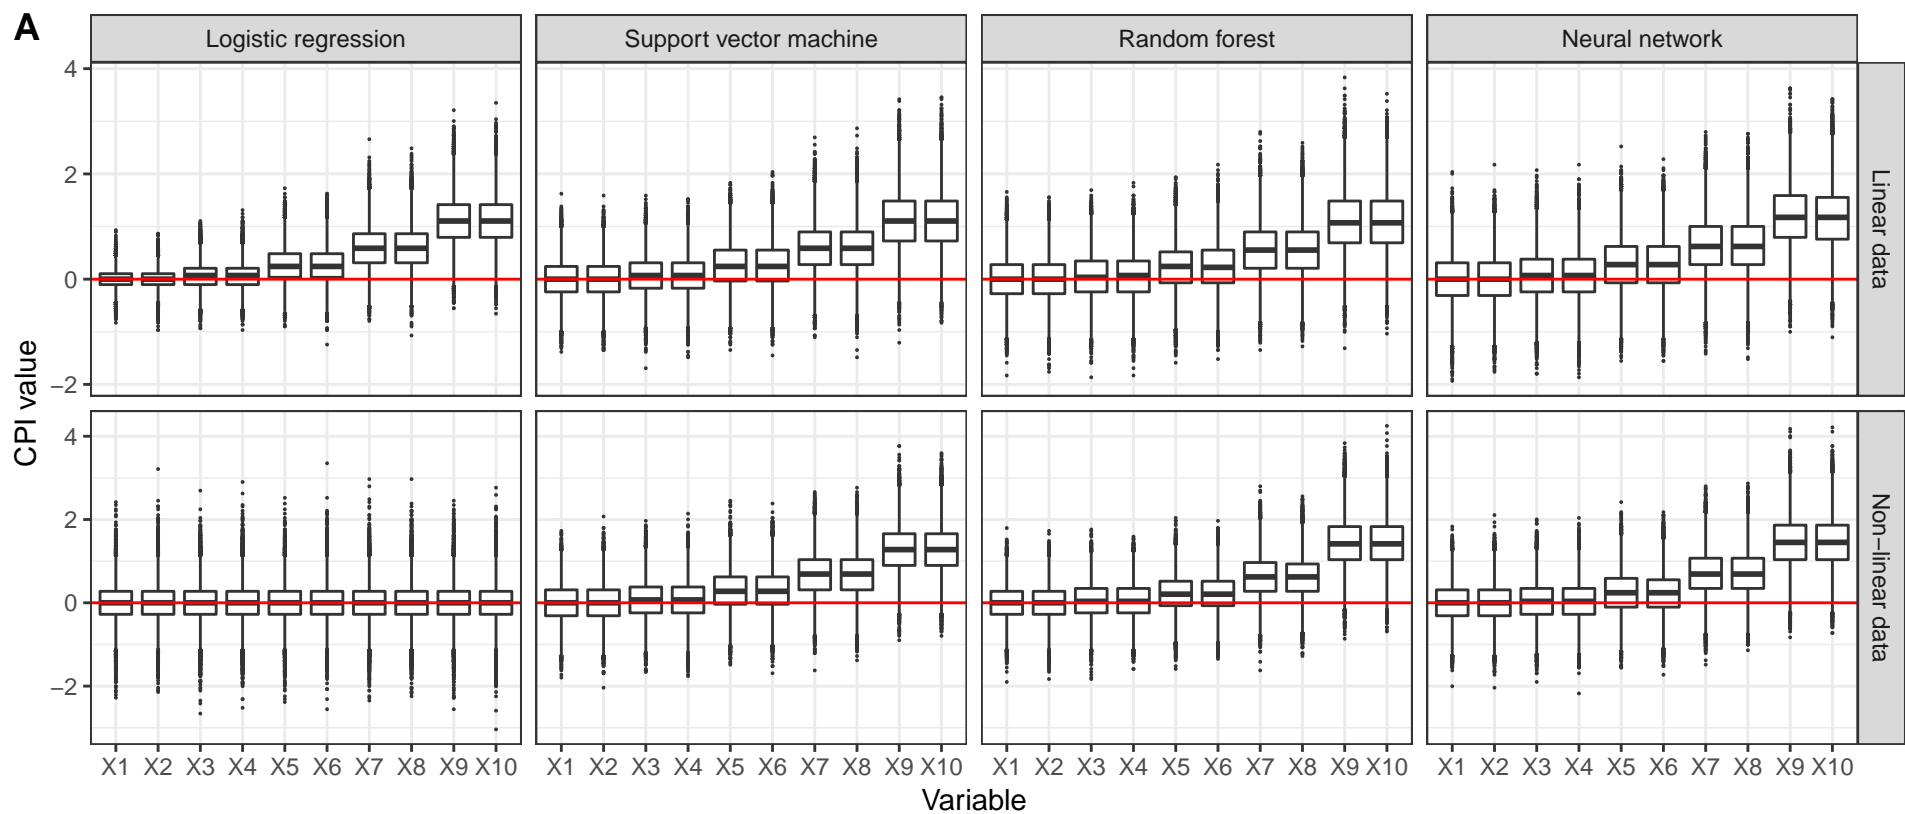 A
Logistic regression
Support vector machine
Random forest
Neural network
4
2
0
−2
Linear data
CPI value
4
2
0
−2
Non−linear data
X1 X2 X3 X4 X5 X6 X7 X8 X9 X10
X1 X2 X3 X4 X5 X6 X7 X8 X9 X10
X1 X2 X3 X4 X5 X6 X7 X8 X9 X10
X1 X2 X3 X4 X5 X6 X7 X8 X9 X10
Variable